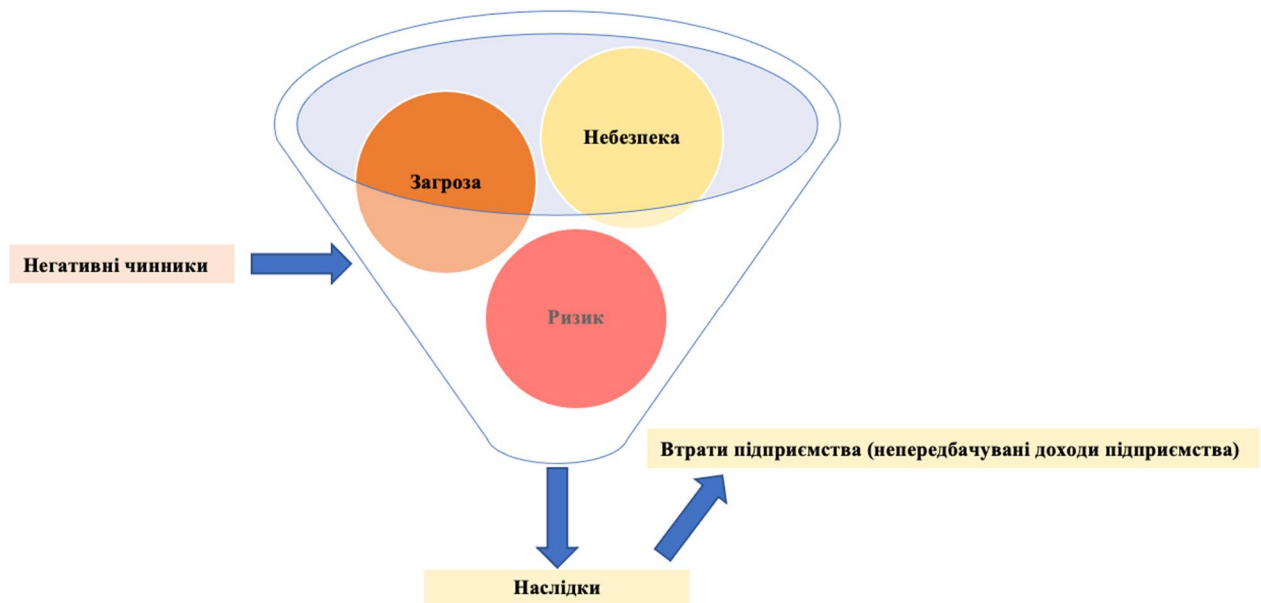 Небезпека
Загроза
Негативні чинники
Ризик
Втрати підприємства (непередбачувані доходи підприємства)
Наслідки